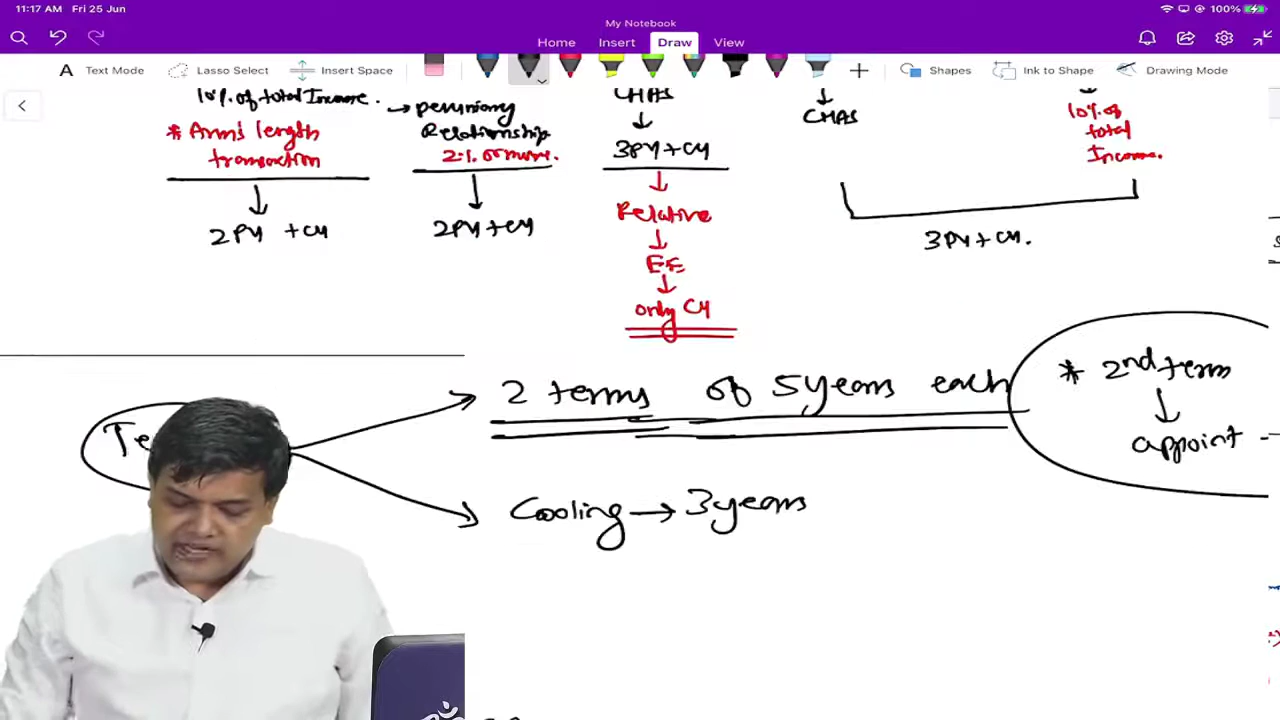 11:17 AM Fri 25 Jun
100%
My Notebook
Home Insert Draw View
A Text Mode Lasso Select Insert Space Shapes Ink to Shape Drawing Mode
10% of total Income.
* Arm's length
transaction
2PY + CY
→ pecuniary
Relationship
2% or more.
2PY + CY
CHAS
3PY + CY
Relative
EE
only CY
CHAS
10% of
total
Income.
3PY + CY.
2 terms of 5 years each
* 2nd term
appoint
Cooling → 3 years